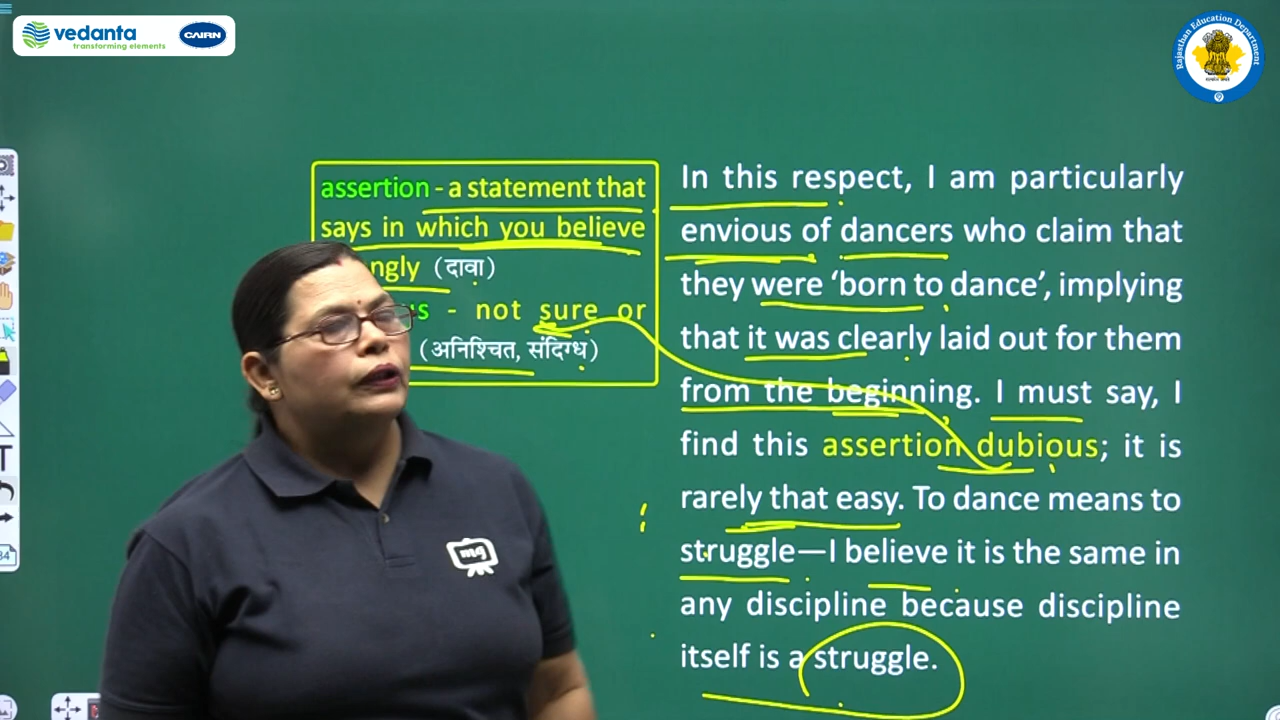 vedanta
transforming elements
CAIRN
Rajasthan Education Department
assertion - a statement that
says in which you believe
ngly (दावा)
s - not sure or
(अनिश्चित, संदिग्ध)
In this respect, I am particularly
envious of dancers who claim that
they were ‘born to dance’, implying
that it was clearly laid out for them
from the beginning. I must say, I
find this assertion dubious; it is
rarely that easy. To dance means to
struggle—I believe it is the same in
any discipline because discipline
itself is a struggle.